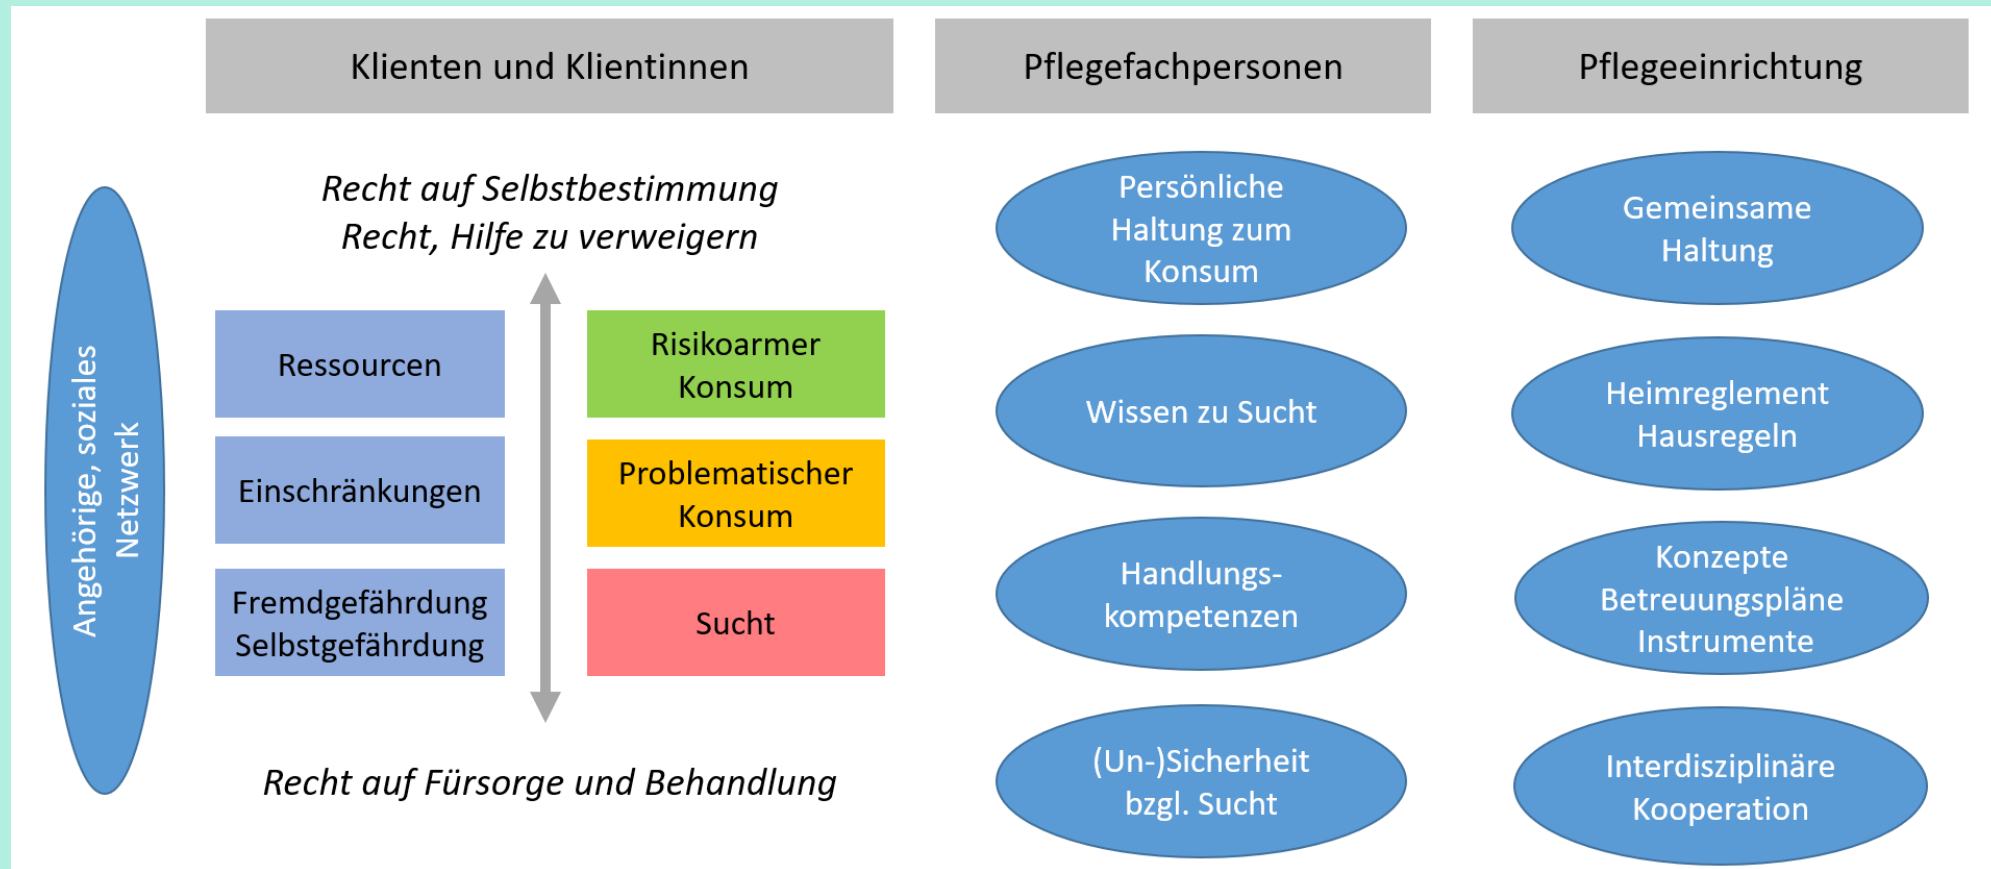 Klienten und Klientinnen
Pflegefachpersonen
Pflegeeinrichtung
Angehörige, soziales
Netzwerk
Recht auf Selbstbestimmung
Recht, Hilfe zu verweigern
Ressourcen
Risikoarmer
Konsum
Einschränkungen
Problematischer
Konsum
Fremdgefährdung
Selbstgefährdung
Sucht
Recht auf Fürsorge und Behandlung
Persönliche
Haltung zum
Konsum
Wissen zu Sucht
Handlungs-
kompetenzen
(Un-)Sicherheit
bzgl. Sucht
Gemeinsame
Haltung
Heimreglement
Hausregeln
Konzepte
Betreuungspläne
Instrumente
Interdisziplinäre
Kooperation